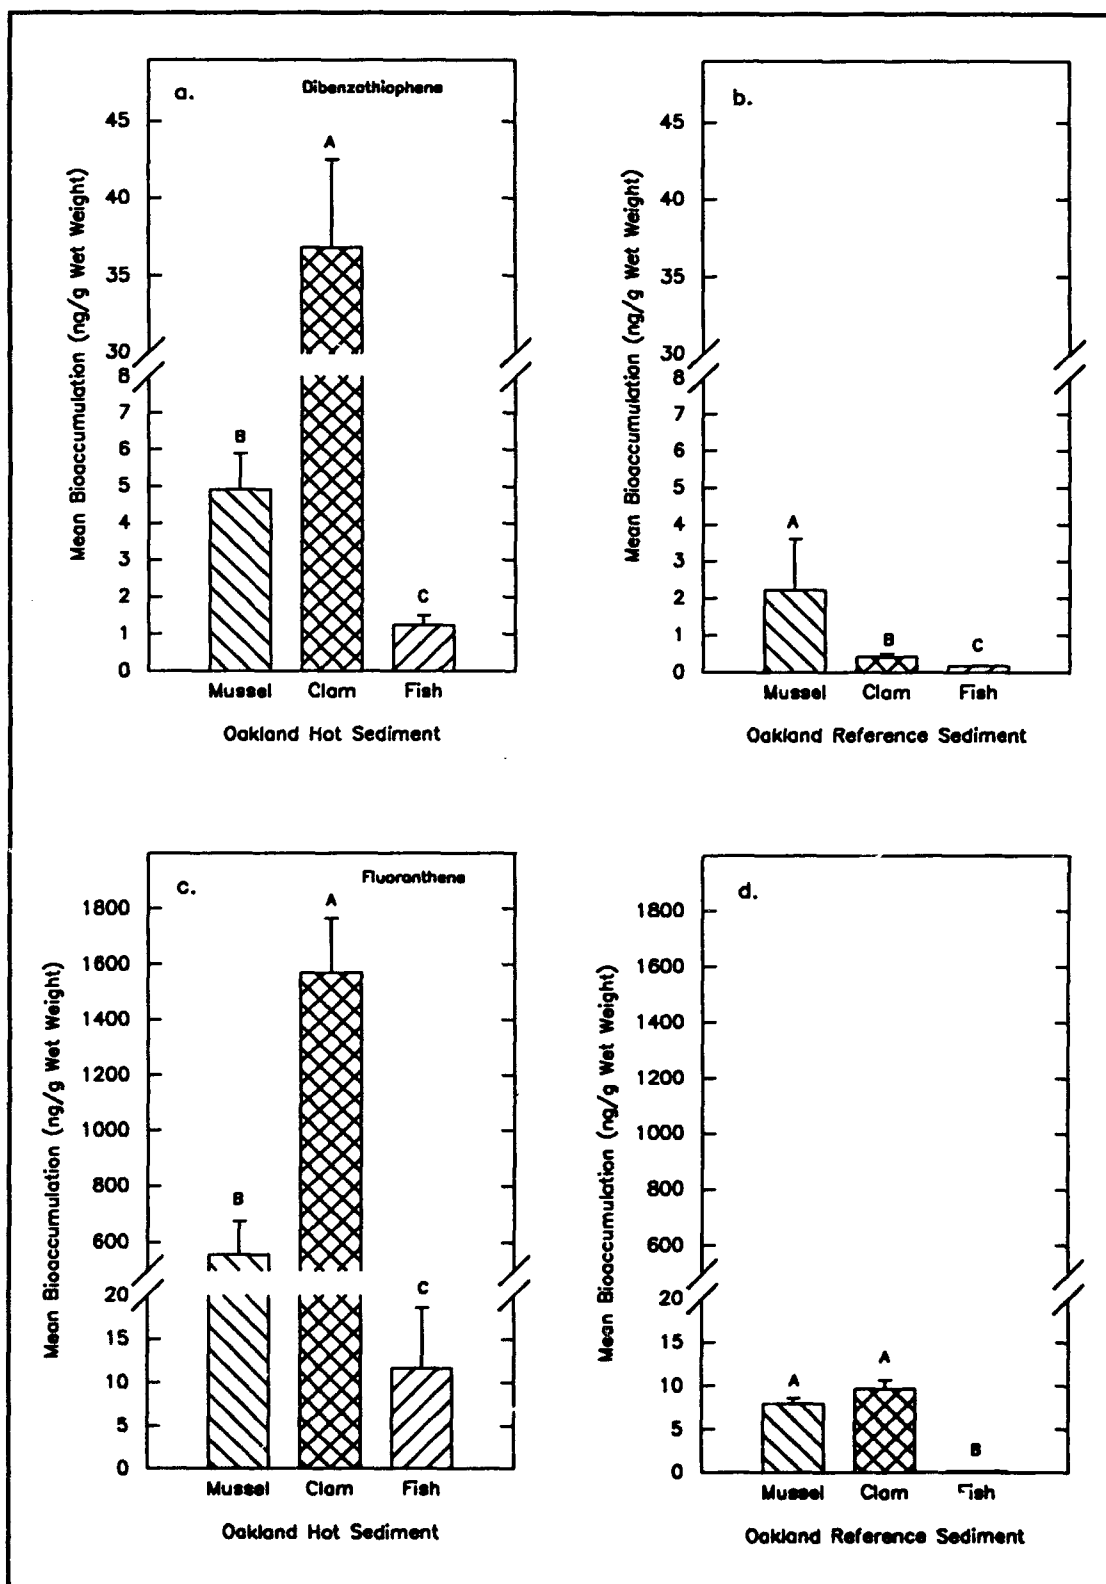 a.
Dibenzothiophene
Mean Bioaccumulation (ng/g Wet Weight)
45
40
35
30
8
7
6
5
4
3
2
1
0
B
A
C
Mussel Clam Fish
Oakland Hot Sediment
b.
Mean Bioaccumulation (ng/g Wet Weight)
45
40
35
30
8
7
6
5
4
3
2
1
0
A
B
C
Mussel Clam Fish
Oakland Reference Sediment
c.
Fluoranthene
Mean Bioaccumulation (ng/g Wet Weight)
1800
1600
1400
1200
1000
800
600
20
15
10
5
0
B
A
C
Mussel Clam Fish
Oakland Hot Sediment
d.
Mean Bioaccumulation (ng/g Wet Weight)
1800
1600
1400
1200
1000
800
600
20
15
10
5
0
A
A
B
Mussel Clam Fish
Oakland Reference Sediment